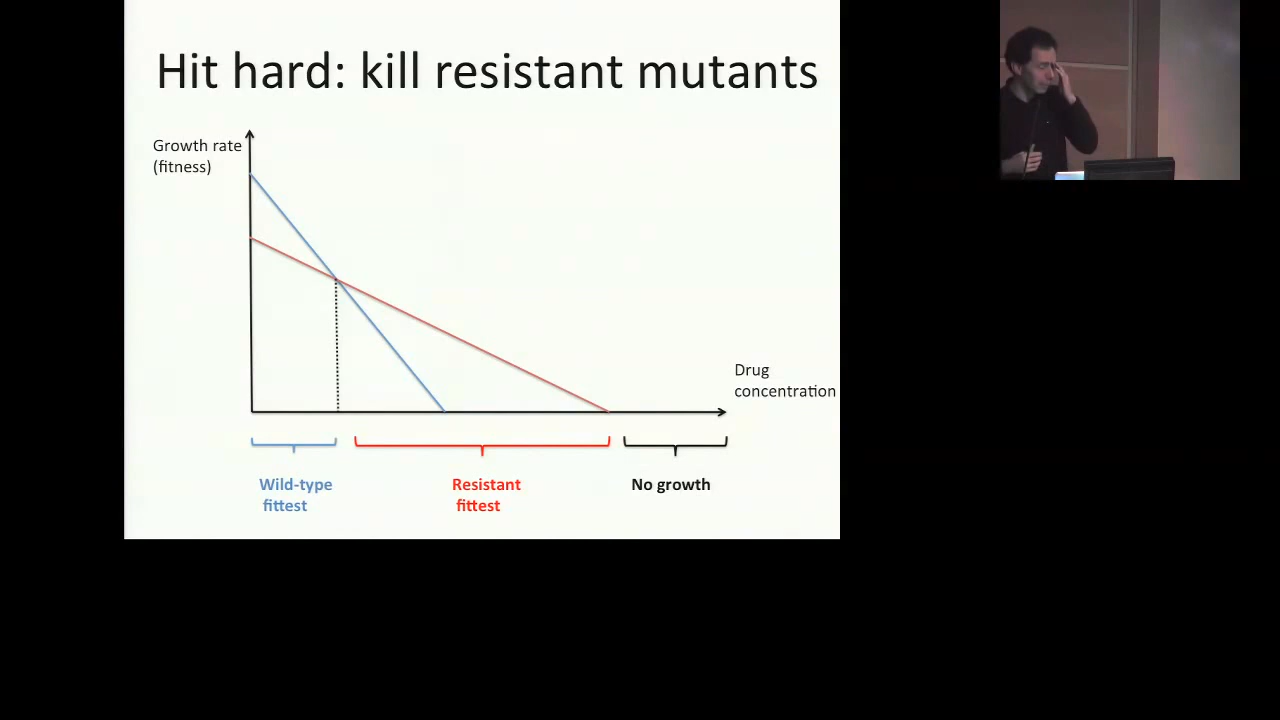 Hit hard: kill resistant mutants
Growth rate
(fitness)
Drug
concentration
Wild-type
fittest
Resistant
fittest
No growth